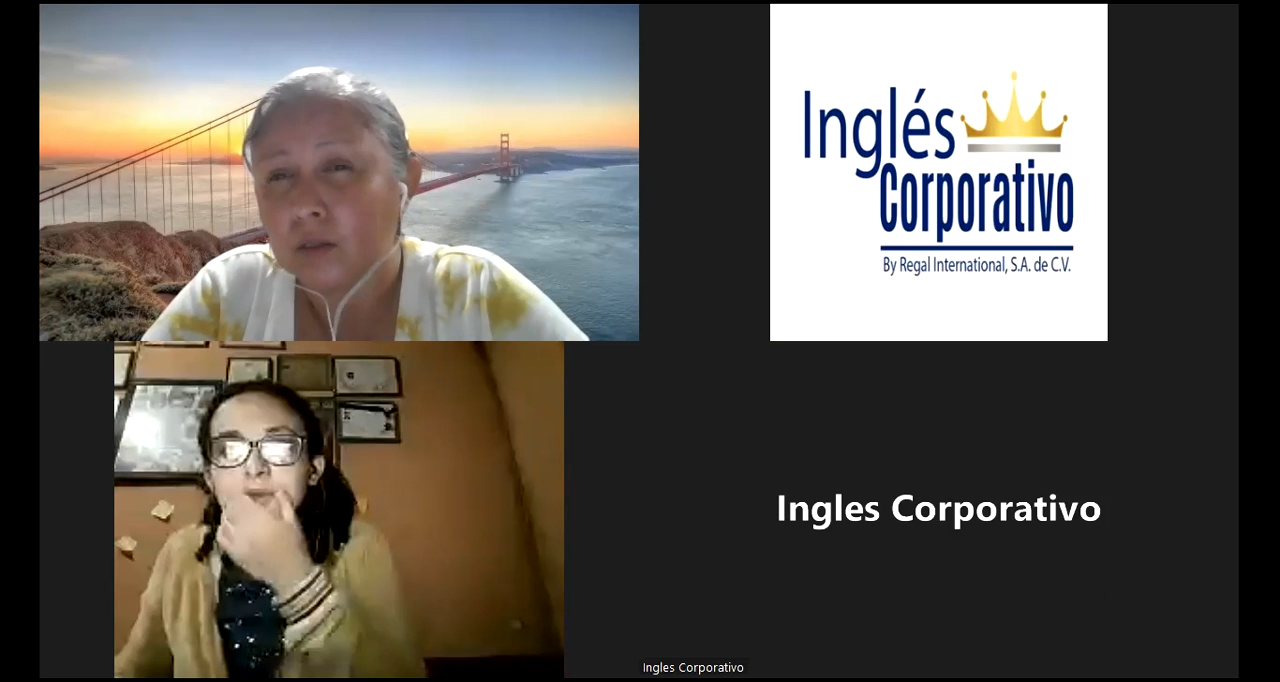 Inglés
Corporativo
By Regal International, S.A. de C.V.
Ingles Corporativo
Ingles Corporativo